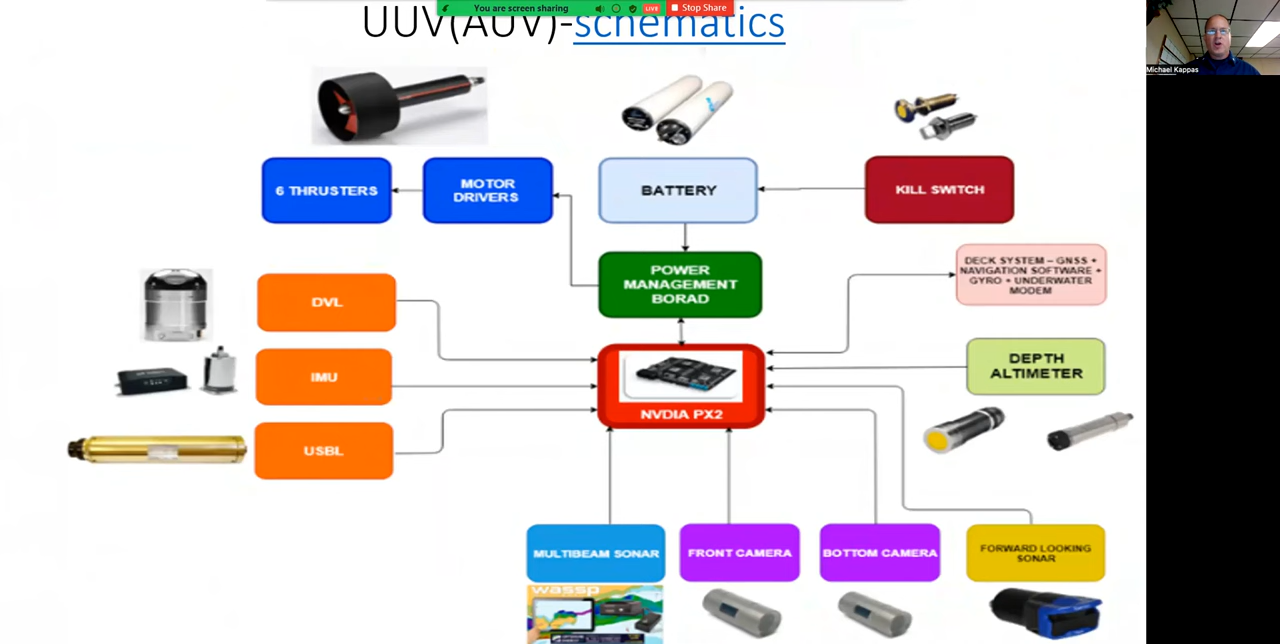 You are screen sharing
LIVE
Stop Share
UUV(AUV)-schematics
Michael Kappas
6 THRUSTERS
MOTOR
DRIVERS
BATTERY
KILL SWITCH
POWER
MANAGEMENT
BORAD
DECK SYSTEM – GNSS +
NAVIGATION SOFTWARE +
GYRO + UNDERWATER
MODEM
DVL
IMU
USBL
NVDIA PX2
DEPTH
ALTIMETER
MULTIBEAM SONAR
FRONT CAMERA
BOTTOM CAMERA
FORWARD LOOKING
SONAR
wassp